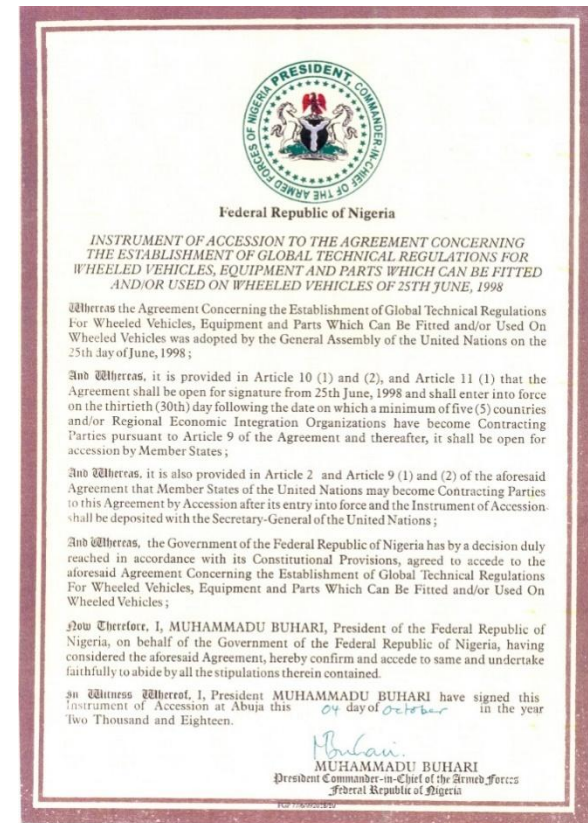 PRESIDENT, COMMANDER-IN-CHIEF OF THE ARMED FORCES OF NIGERIA
Federal Republic of Nigeria
INSTRUMENT OF ACCESSION TO THE AGREEMENT CONCERNING
THE ESTABLISHMENT OF GLOBAL TECHNICAL REGULATIONS FOR
WHEELED VEHICLES, EQUIPMENT AND PARTS WHICH CAN BE FITTED
AND/OR USED ON WHEELED VEHICLES OF 25TH JUNE, 1998
Whereas the Agreement Concerning the Establishment of Global Technical Regulations
For Wheeled Vehicles, Equipment and Parts Which Can Be Fitted and/or Used On
Wheeled Vehicles was adopted by the General Assembly of the United Nations on the
25th day of June, 1998 ;
And Whereas, it is provided in Article 10 (1) and (2), and Article 11 (1) that the
Agreement shall be open for signature from 25th June, 1998 and shall enter into force
on the thirtieth (30th) day following the date on which a minimum of five (5) countries
and/or Regional Economic Integration Organizations have become Contracting
Parties pursuant to Article 9 of the Agreement and thereafter, it shall be open for
accession by Member States ;
And Whereas, it is also provided in Article 2 and Article 9 (1) and (2) of the aforesaid
Agreement that Member States of the United Nations may become Contracting Parties
to this Agreement by Accession after its entry into force and the Instrument of Accession
shall be deposited with the Secretary-General of the United Nations ;
And Whereas, the Government of the Federal Republic of Nigeria has by a decision duly
reached in accordance with its Constitutional Provisions, agreed to accede to the
aforesaid Agreement Concerning the Establishment of Global Technical Regulations
For Wheeled Vehicles, Equipment and Parts Which Can Be Fitted and/or Used On
Wheeled Vehicles ;
Now Therefore, I, MUHAMMADU BUHARI, President of the Federal Republic of
Nigeria, on behalf of the Government of the Federal Republic of Nigeria, having
considered the aforesaid Agreement, hereby confirm and accede to same and undertake
faithfully to abide by all the stipulations therein contained.
In Witness Whereof, I, President MUHAMMADU BUHARI have signed this
Instrument of Accession at Abuja this 04 day of October in the year
Two Thousand and Eighteen.
MBuhari.
MUHAMMADU BUHARI
President Commander-in-Chief of the Armed Forces
Federal Republic of Nigeria